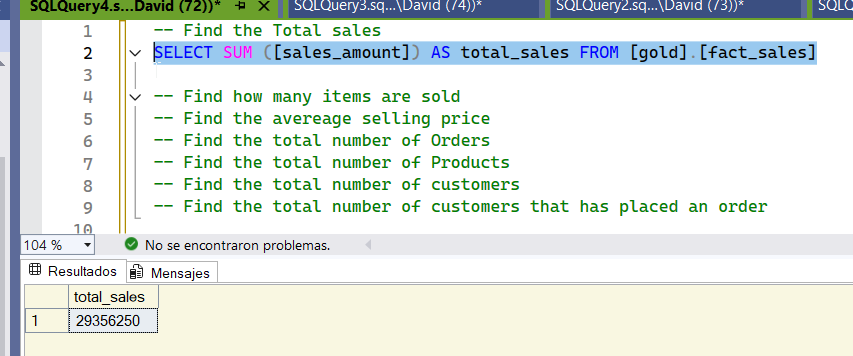 SQLQuery4.s...David (72))* SQLQuery3.sq...\David (74))* SQLQuery2.sq...\David (73))* SQLQ
1 -- Find the Total sales
2 SELECT SUM ([sales_amount]) AS total_sales FROM [gold].[fact_sales]
3
4 -- Find how many items are sold
5 -- Find the avereage selling price
6 -- Find the total number of Orders
7 -- Find the total number of Products
8 -- Find the total number of customers
9 -- Find the total number of customers that has placed an order
10
104 % No se encontraron problemas.
Resultados Mensajes
total_sales
1 29356250